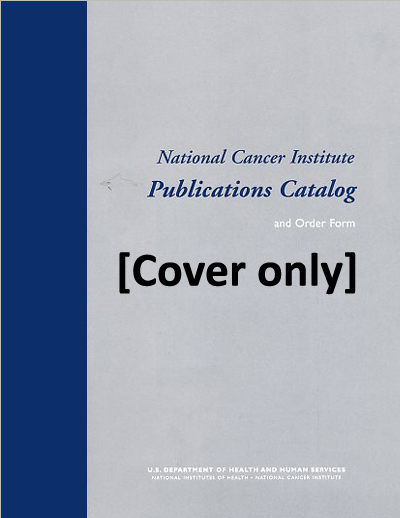 National Cancer Institute
Publications Catalog
and Order Form
[Cover only]
U.S. DEPARTMENT OF HEALTH AND HUMAN SERVICES
NATIONAL INSTITUTES OF HEALTH • NATIONAL CANCER INSTITUTE